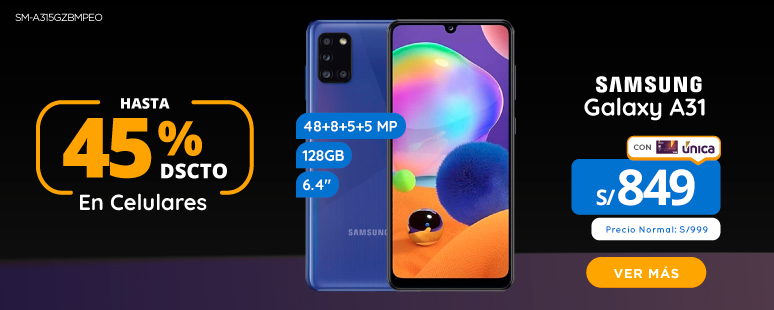 SM-A315GZBMPEO
HASTA
45%
DSCTO
En Celulares
48+8+5+5 MP
128GB
6.4"
SAMSUNG
SAMSUNG
Galaxy A31
CON única
S/849
Precio Normal: S/999
VER MÁS